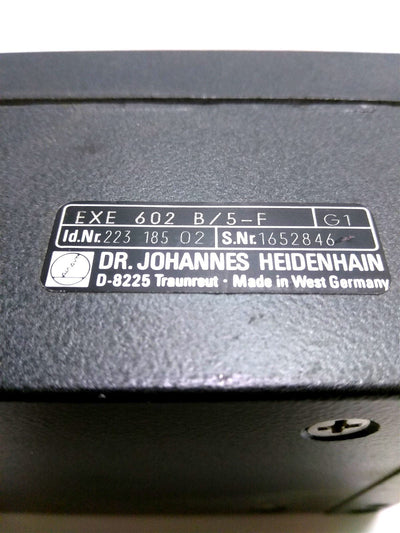 EXE 602 B/5-F G1
Id.Nr. 223 185 02 S.Nr. 1652846
DR. JOHANNES HEIDENHAIN
D-8225 Traunreut · Made in West Germany